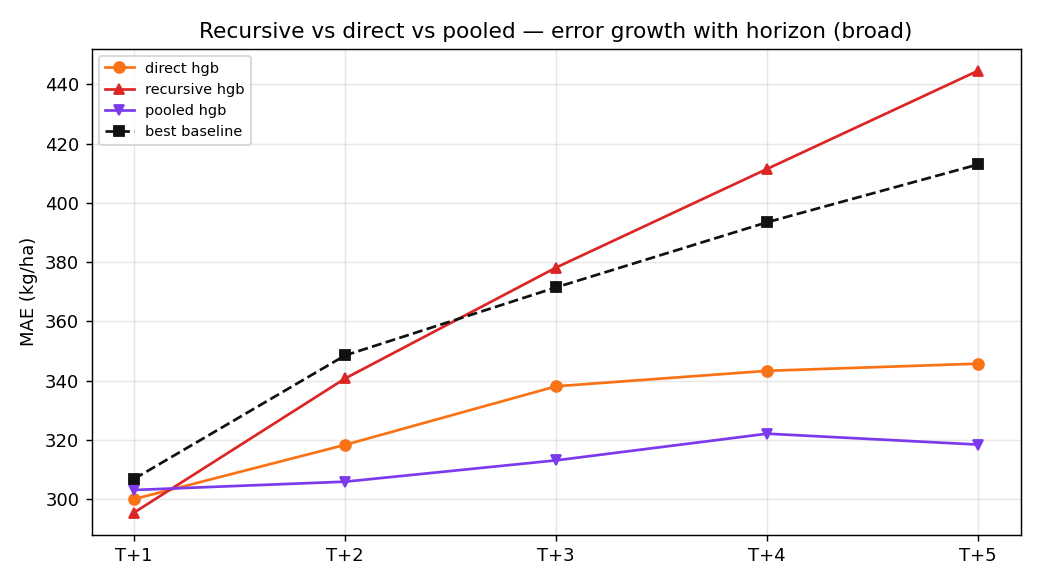 Recursive vs direct vs pooled — error growth with horizon (broad)
direct hgb
recursive hgb
pooled hgb
best baseline
MAE (kg/ha)
440
420
400
380
360
340
320
300
T+1 T+2 T+3 T+4 T+5